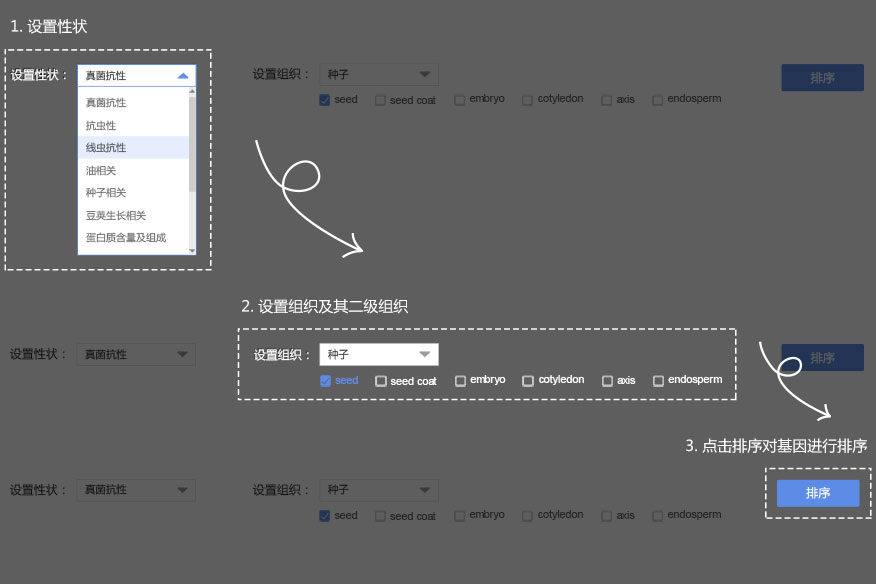 1. 设置性状
设置性状： 真菌抗性 设置组织： 种子 排序
seed seed coat embryo cotyledon axis endosperm
真菌抗性
抗虫性
线虫抗性
油相关
种子相关
豆荚生长相关
蛋白质含量及组成
2. 设置组织及其二级组织
设置性状： 真菌抗性 设置组织： 种子 排序
seed seed coat embryo cotyledon axis endosperm
3. 点击排序对基因进行排序
设置性状： 真菌抗性 设置组织： 种子 排序
seed seed coat embryo cotyledon axis endosperm